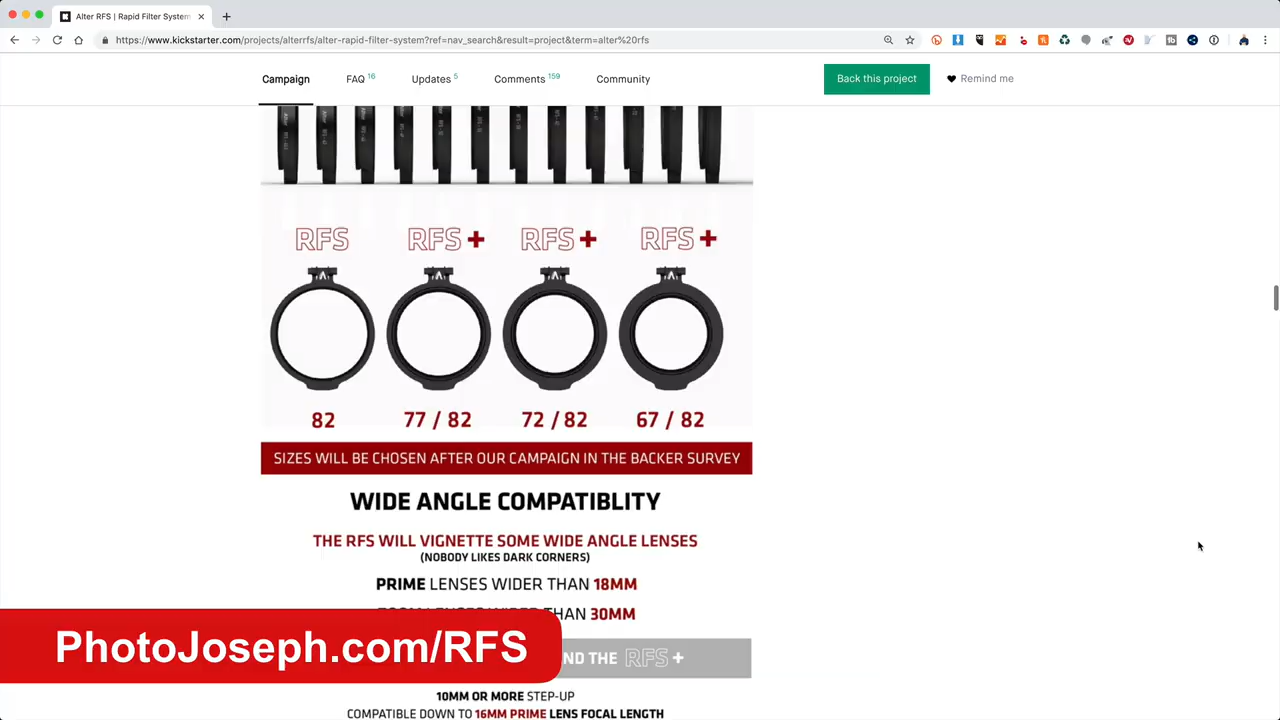 Alter RFS | Rapid Filter System
https://www.kickstarter.com/projects/alterrfs/alter-rapid-filter-system?ref=nav_search&result=project&term=alter%20rfs
Campaign FAQ 16 Updates 5 Comments 159 Community Back this project Remind me
RFS RFS+ RFS+ RFS+
82 77 / 82 72 / 82 67 / 82
SIZES WILL BE CHOSEN AFTER OUR CAMPAIGN IN THE BACKER SURVEY
WIDE ANGLE COMPATIBLITY
THE RFS WILL VIGNETTE SOME WIDE ANGLE LENSES
(NOBODY LIKES DARK CORNERS)
PRIME LENSES WIDER THAN 18MM
THAN 30MM
PhotoJoseph.com/RFS
THE RFS+
10MM OR MORE STEP-UP
COMPATIBLE DOWN TO 16MM PRIME LENS FOCAL LENGTH